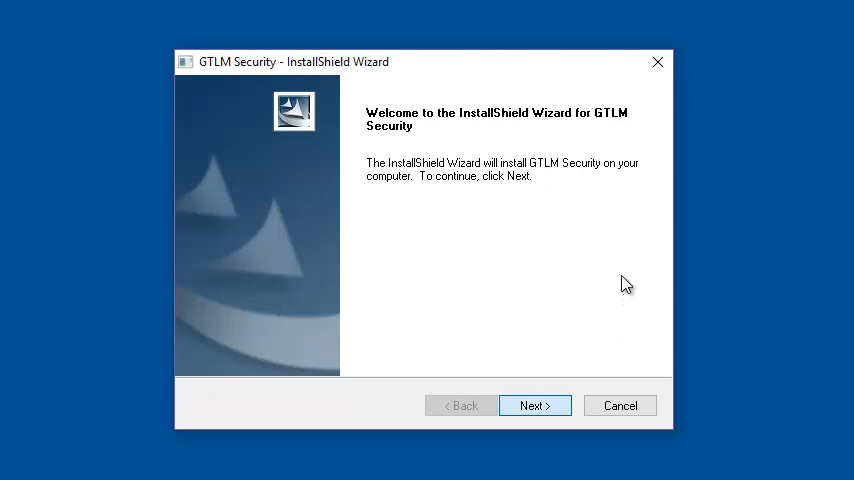 GTLM Security - InstallShield Wizard
Welcome to the InstallShield Wizard for GTLM
Security
The InstallShield Wizard will install GTLM Security on your
computer.  To continue, click Next.
< Back
Next >
Cancel